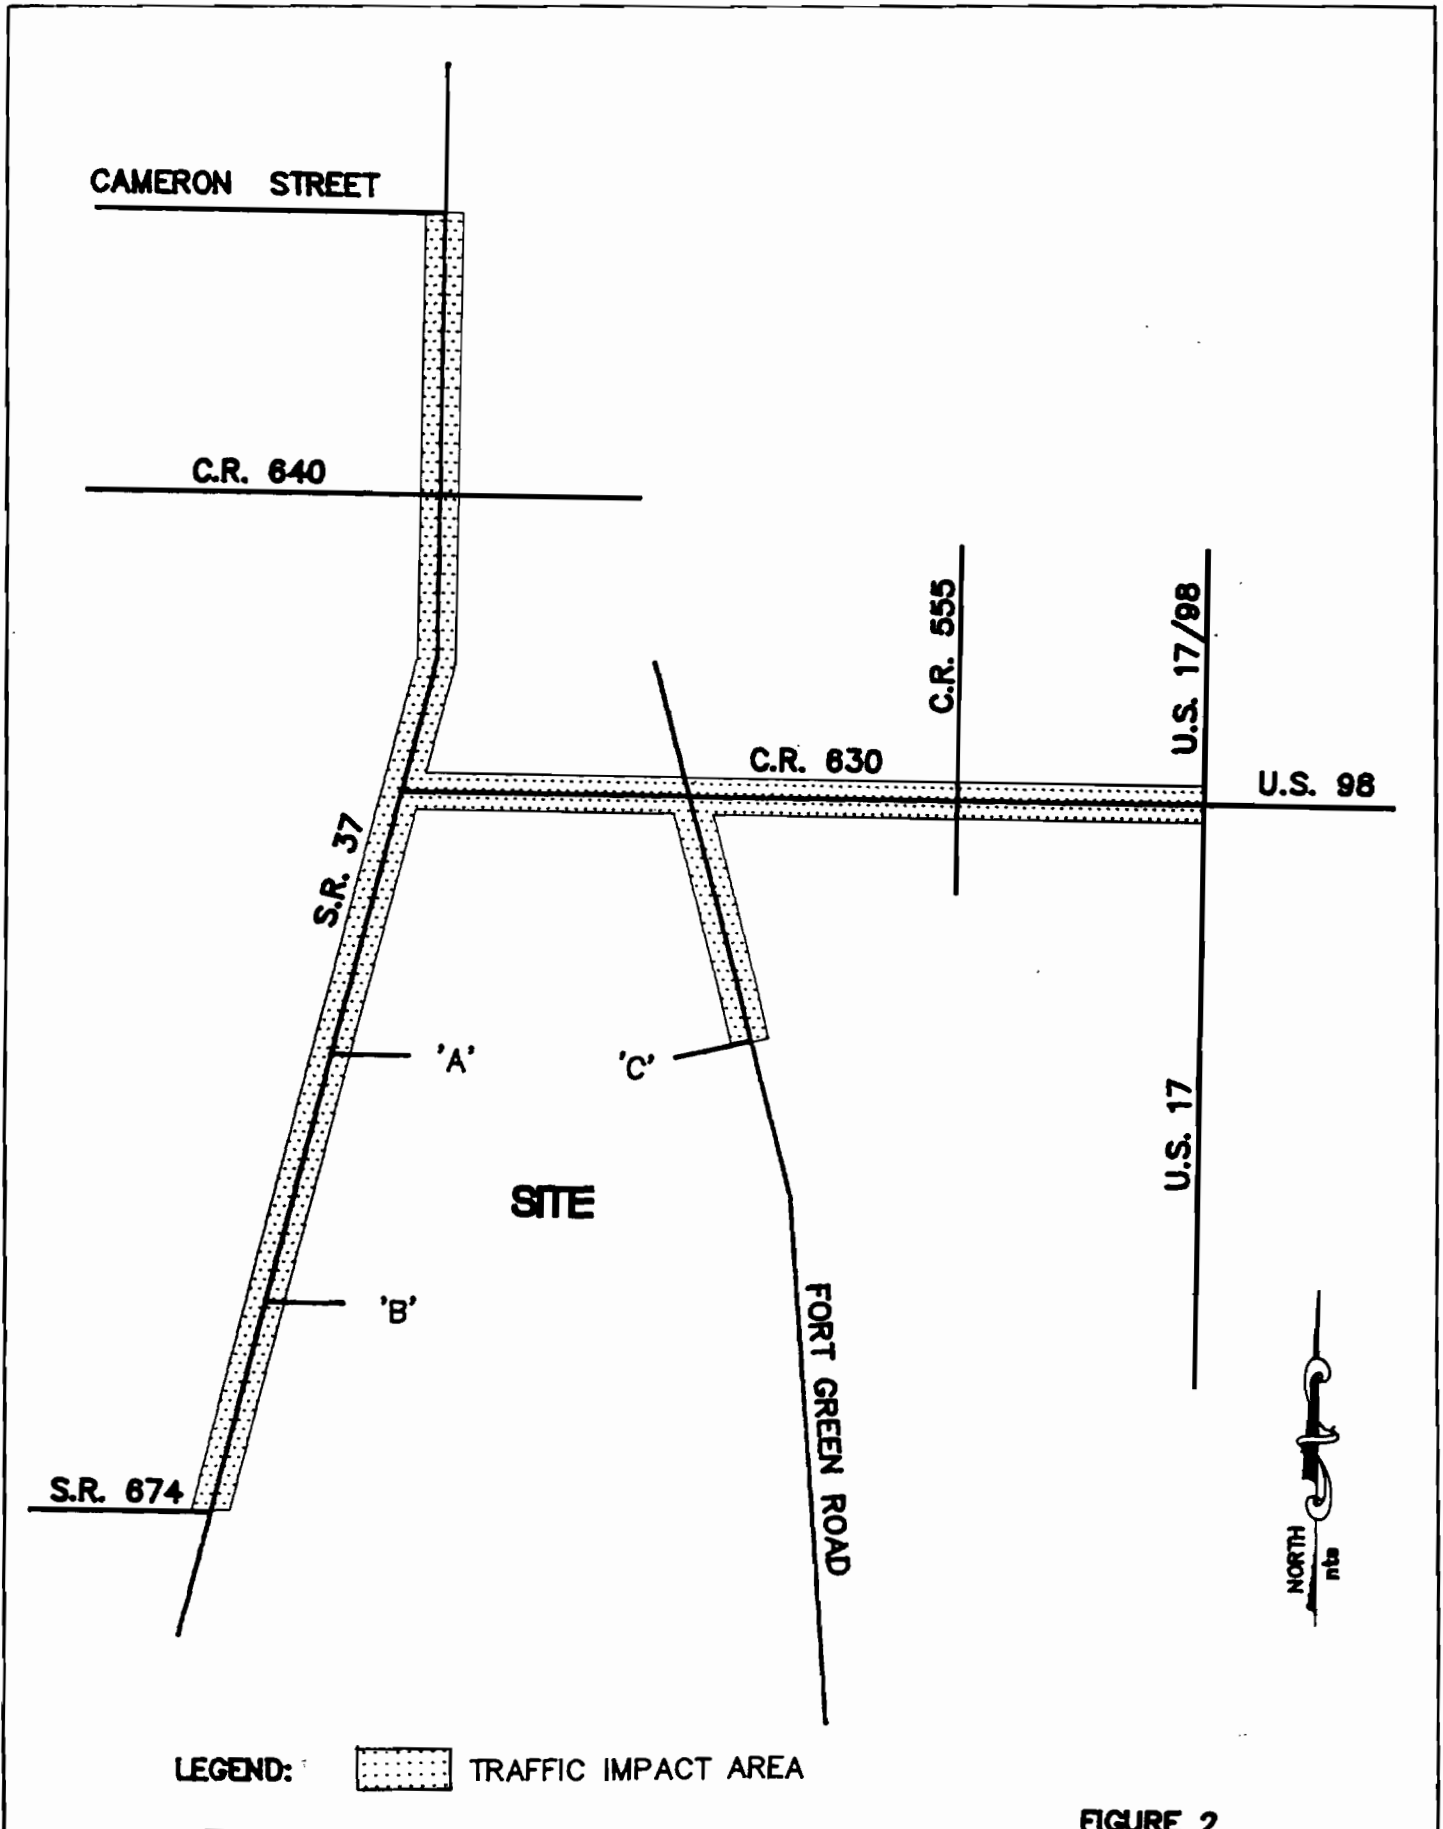 CAMERON STREET
C.R. 640
C.R. 555
U.S. 17/98
C.R. 630
U.S. 98
S.R. 37
'A'
'C'
U.S. 17
SITE
'B'
FORT GREEN ROAD
S.R. 674
NORTH
nts
LEGEND:
TRAFFIC IMPACT AREA
FIGURE 2